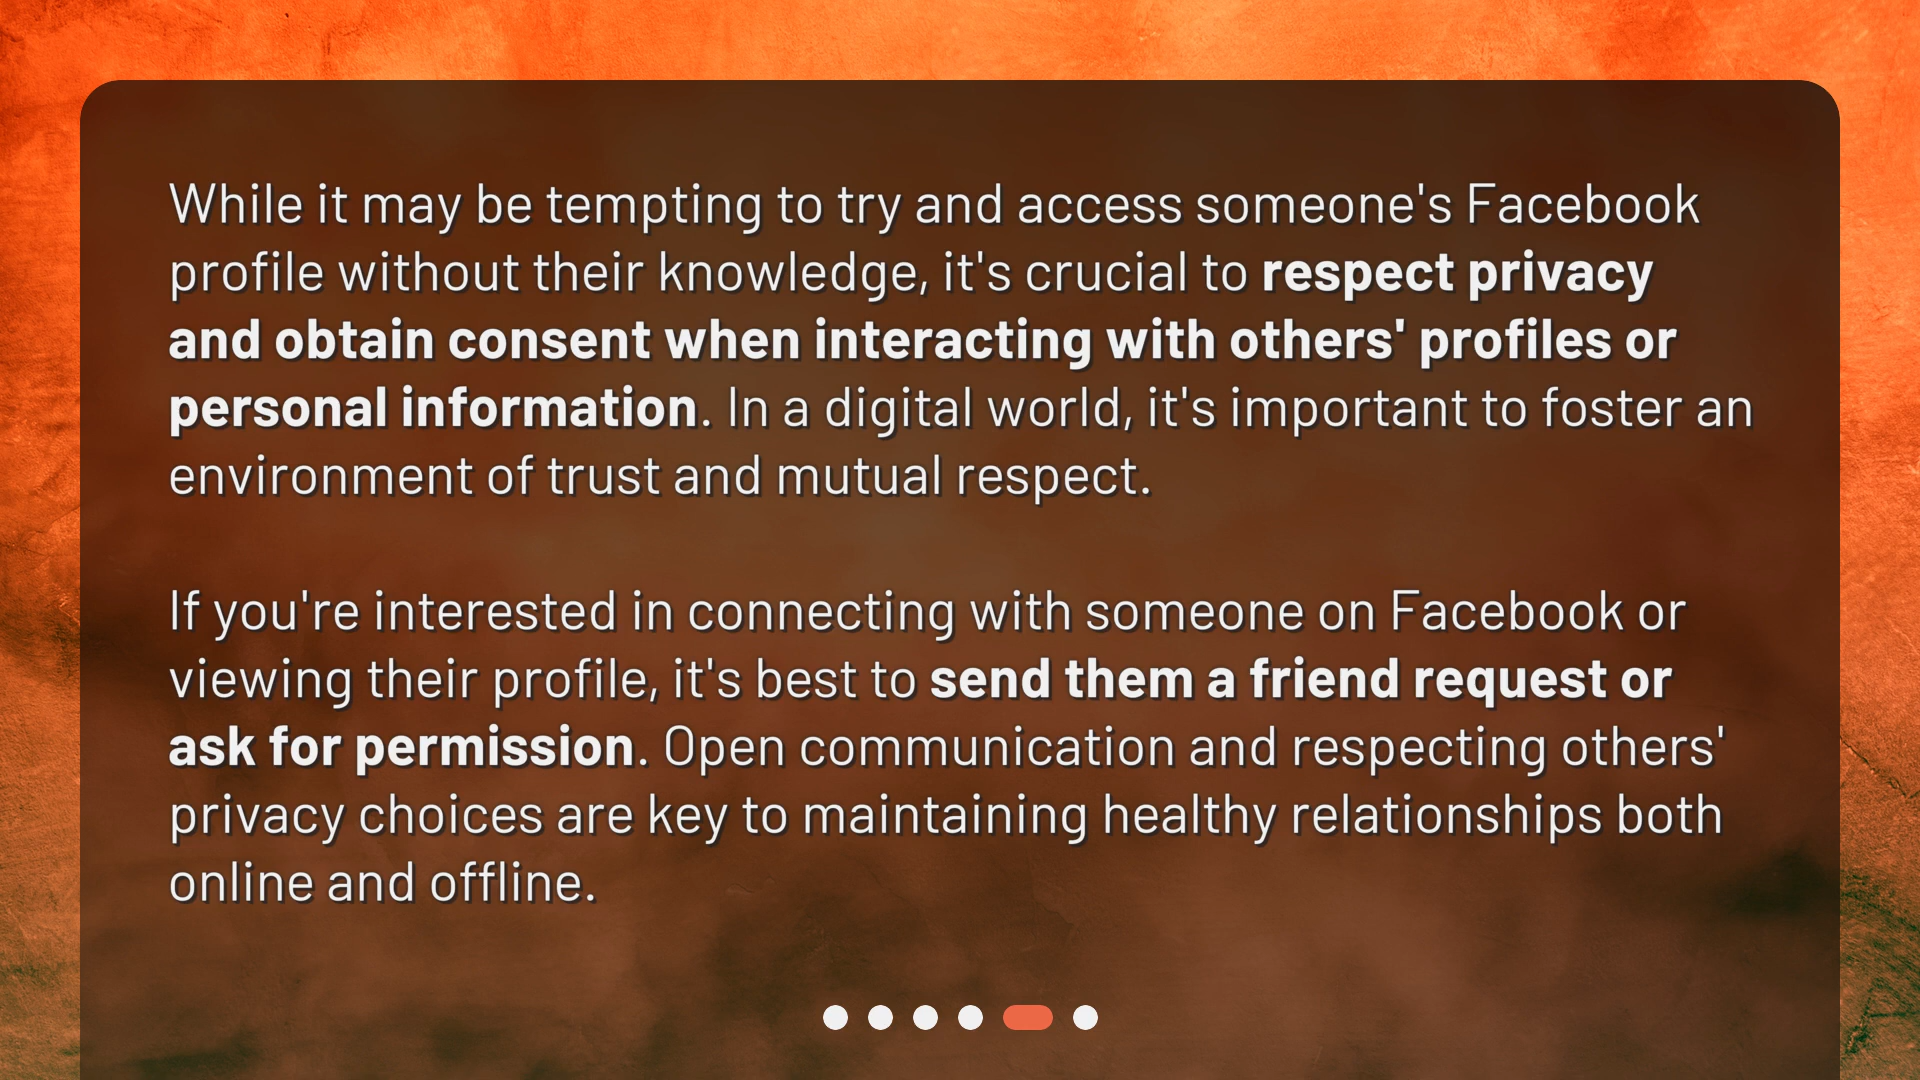 While it may be tempting to try and access someone's Facebook
profile without their knowledge, it's crucial to respect privacy
and obtain consent when interacting with others' profiles or
personal information. In a digital world, it's important to foster an
environment of trust and mutual respect.
If you're interested in connecting with someone on Facebook or
viewing their profile, it's best to send them a friend request or
ask for permission. Open communication and respecting others'
privacy choices are key to maintaining healthy relationships both
online and offline.